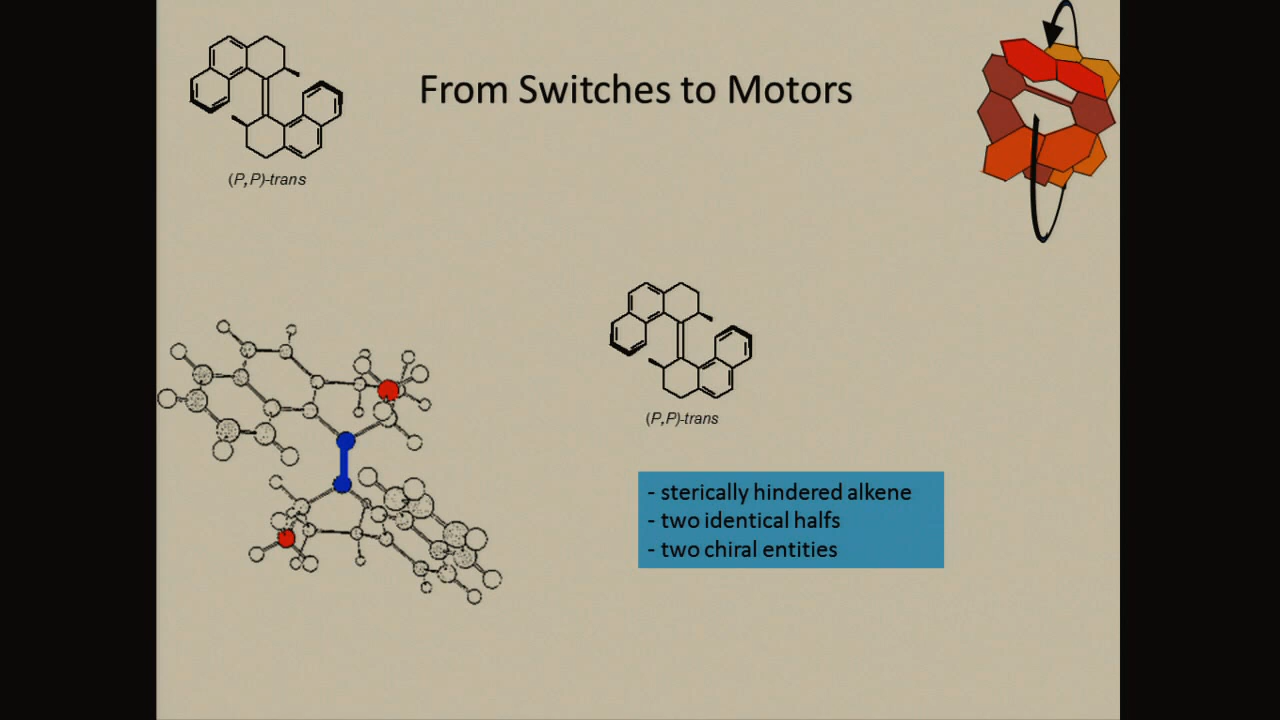 From Switches to Motors
(P,P)-trans
(P,P)-trans
- sterically hindered alkene
- two identical halfs
- two chiral entities